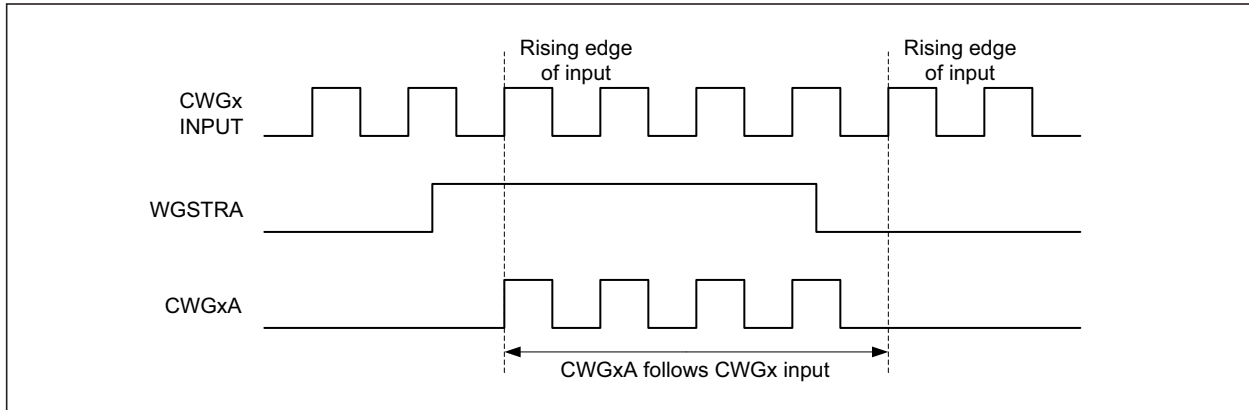 Rising edge
of input
Rising edge
of input
CWGx
INPUT
WGSTRA
CWGxA
CWGxA follows CWGx input